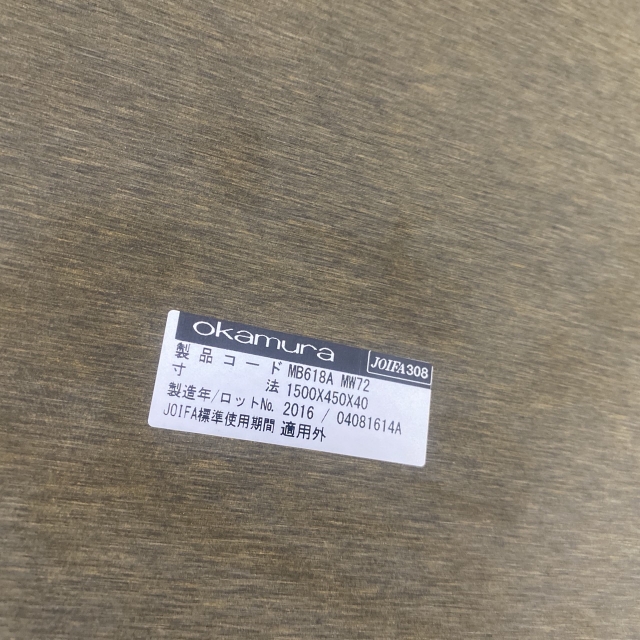 okamura
JOIFA308
製品コード MB618A MW72
寸法 1500X450X40
製造年/ロットNo. 2016 / 04081614A
JOIFA標準使用期間 適用外